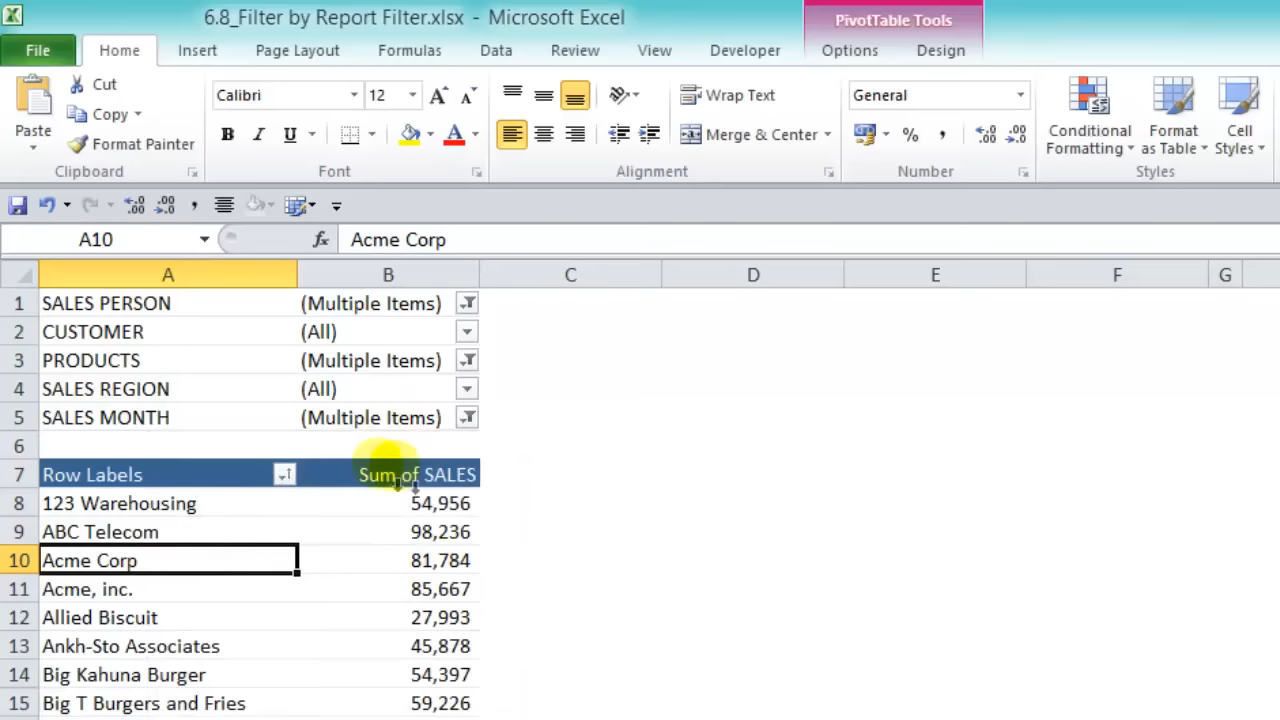 6.8_Filter by Report Filter.xlsx - Microsoft Excel
PivotTable Tools
File Home Insert Page Layout Formulas Data Review View Developer Options Design
Paste
Cut
Copy
Format Painter
Clipboard
Calibri 12
B I U
Font
Wrap Text
Merge & Center
Alignment
General
Number
Conditional Formatting
Format as Table
Cell Styles
Styles
A10 fx Acme Corp
A B C D E F G
1 SALES PERSON (Multiple Items)
2 CUSTOMER (All)
3 PRODUCTS (Multiple Items)
4 SALES REGION (All)
5 SALES MONTH (Multiple Items)
6
7 Row Labels Sum of SALES
8 123 Warehousing 54,956
9 ABC Telecom 98,236
10 Acme Corp 81,784
11 Acme, inc. 85,667
12 Allied Biscuit 27,993
13 Ankh-Sto Associates 45,878
14 Big Kahuna Burger 54,397
15 Big T Burgers and Fries 59,226